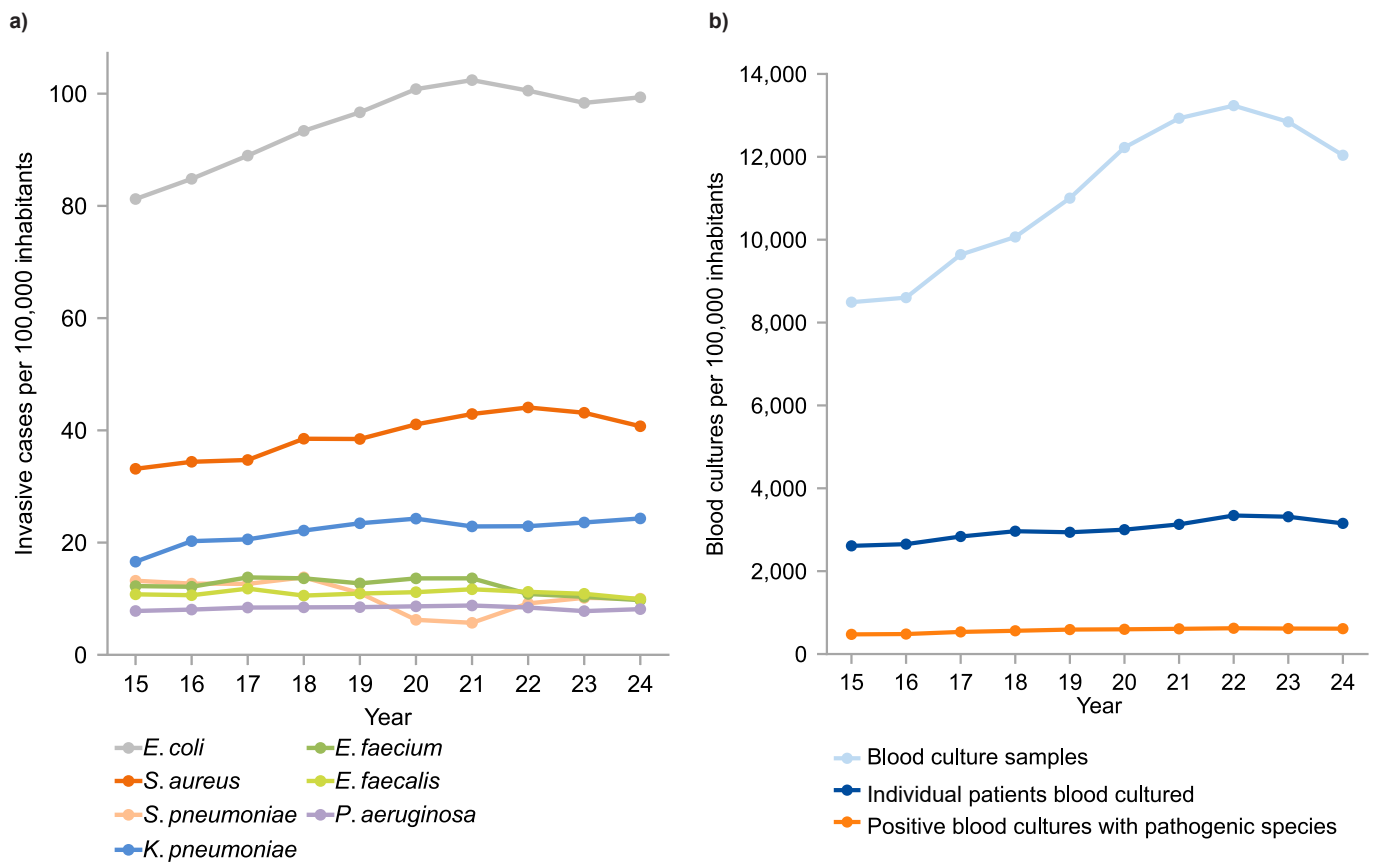 a)
Invasive cases per 100,000 inhabitants
100
80
60
40
20
0
15 16 17 18 19 20 21 22 23 24
Year
E. coli
S. aureus
S. pneumoniae
K. pneumoniae
E. faecium
E. faecalis
P. aeruginosa
b)
Blood cultures per 100,000 inhabitants
14,000
12,000
10,000
8,000
6,000
4,000
2,000
0
15 16 17 18 19 20 21 22 23 24
Year
Blood culture samples
Individual patients blood cultured
Positive blood cultures with pathogenic species